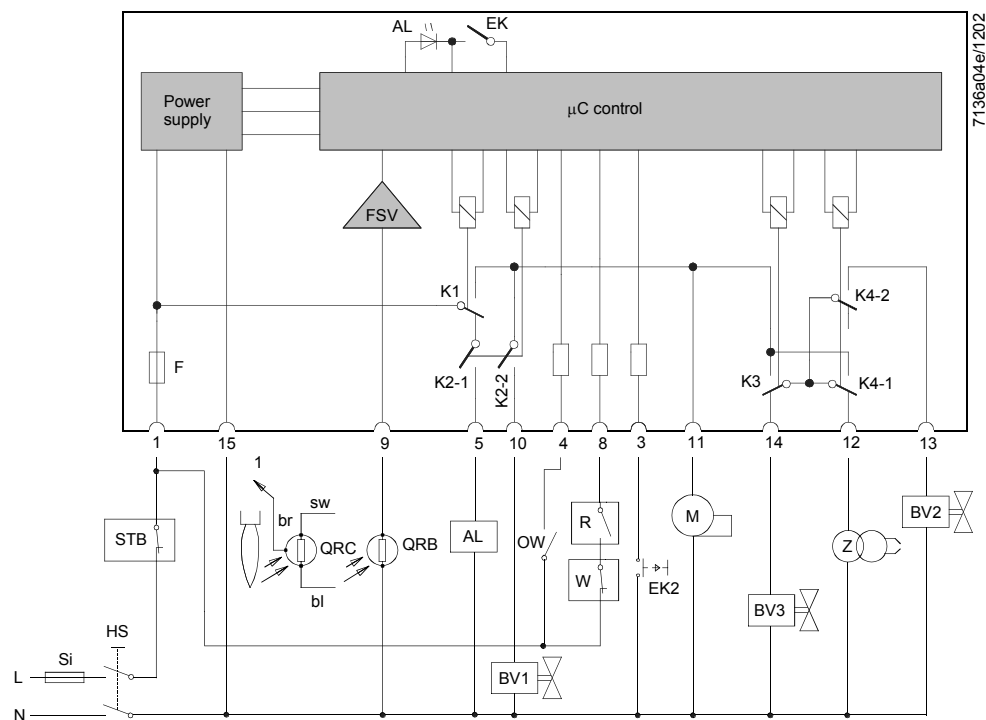 AL
EK
7136a04e/1202
Power
supply
µC control
FSV
K1
K4-2
F
K2-1
K2-2
K3
K4-1
1
15
9
5
10
4
8
3
11
14
12
13
1
sw
br
STB
QRC
QRB
AL
OW
R
W
EK2
M
Z
BV2
bl
BV3
HS
Si
BV1
L
N